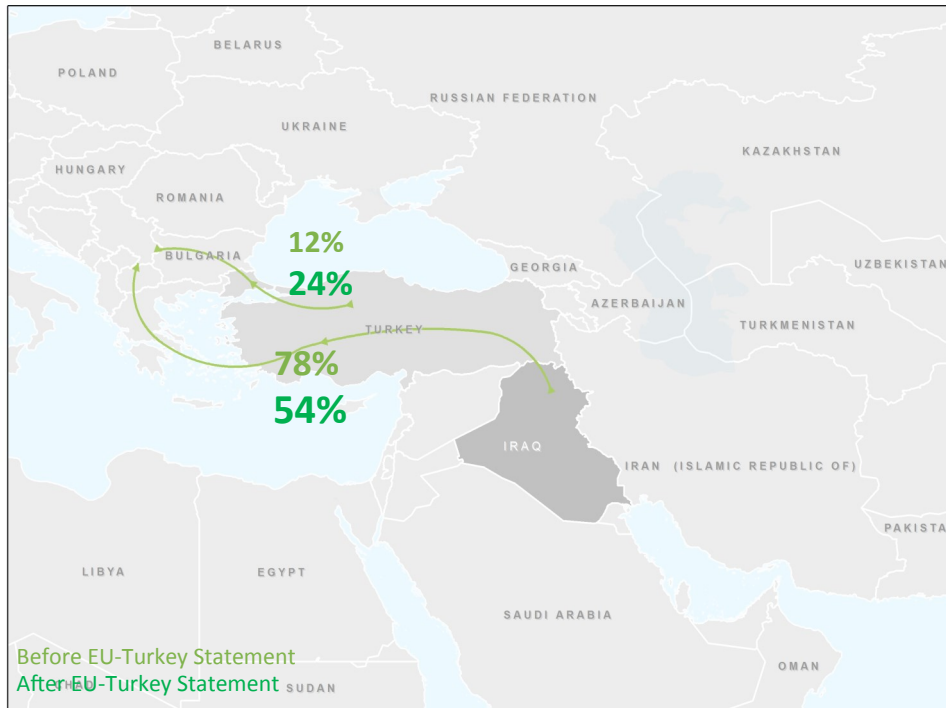 BELARUS
POLAND
RUSSIAN FEDERATION
UKRAINE
KAZAKHSTAN
HUNGARY
ROMANIA
12%
BULGARIA
GEORGIA
UZBEKISTAN
24%
AZERBAIJAN
TURKEY
TURKMENISTAN
78%
54%
IRAQ
IRAN (ISLAMIC REPUBLIC OF)
PAKISTA
LIBYA
EGYPT
SAUDI ARABIA
Before EU-Turkey Statement
OMAN
After EU-Turkey Statement
CHAD
SUDAN